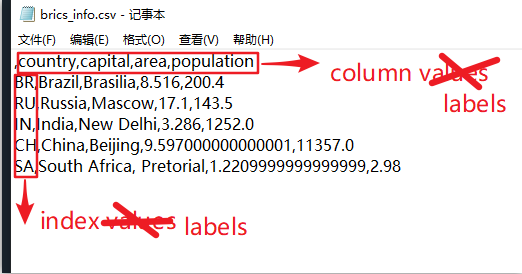 brics_info.csv - 记事本
文件(F) 编辑(E) 格式(O) 查看(V) 帮助(H)
,country,capital,area,population
BR,Brazil,Brasilia,8.516,200.4
RU,Russia,Mascow,17.1,143.5
IN,India,New Delhi,3.286,1252.0
CH,China,Beijing,9.597000000000001,11357.0
SA,South Africa, Pretorial,1.2209999999999999,2.98
column values
labels
index values labels